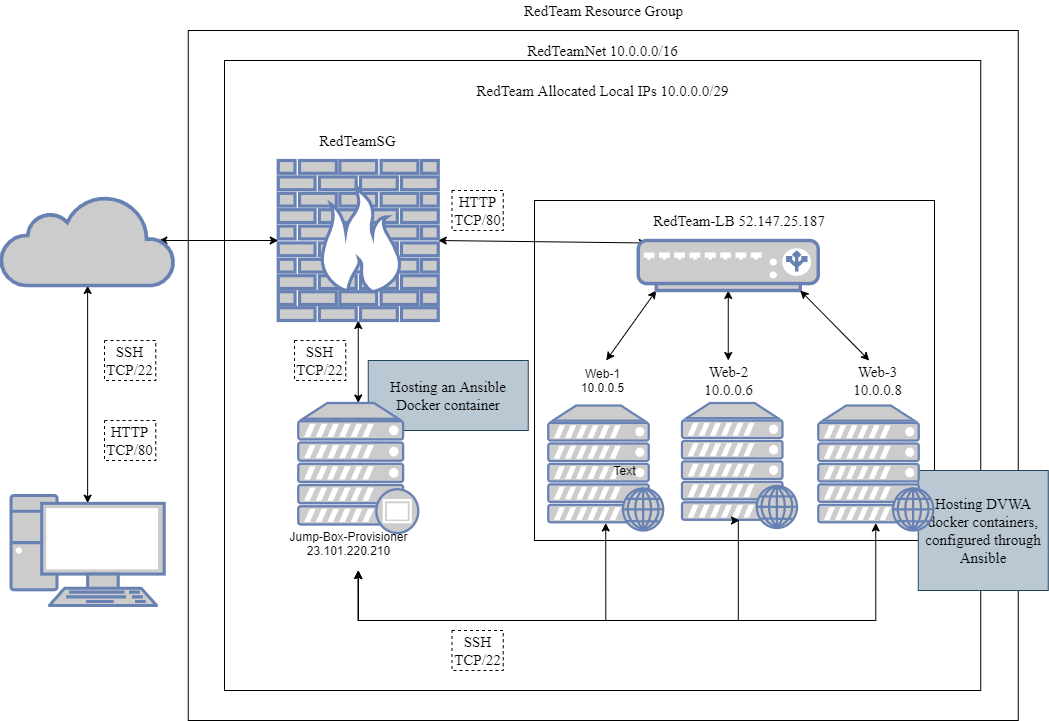 RedTeam Resource Group
RedTeamNet 10.0.0.0/16
RedTeam Allocated Local IPs 10.0.0.0/29
RedTeamSG
HTTP
TCP/80
RedTeam-LB 52.147.25.187
SSH
TCP/22
SSH
TCP/22
Hosting an Ansible
Docker container
Web-1
10.0.0.5
Web-2
10.0.0.6
Web-3
10.0.0.8
HTTP
TCP/80
Text
Hosting DVWA
docker containers,
configured through
Ansible
Jump-Box-Provisioner
23.101.220.210
SSH
TCP/22